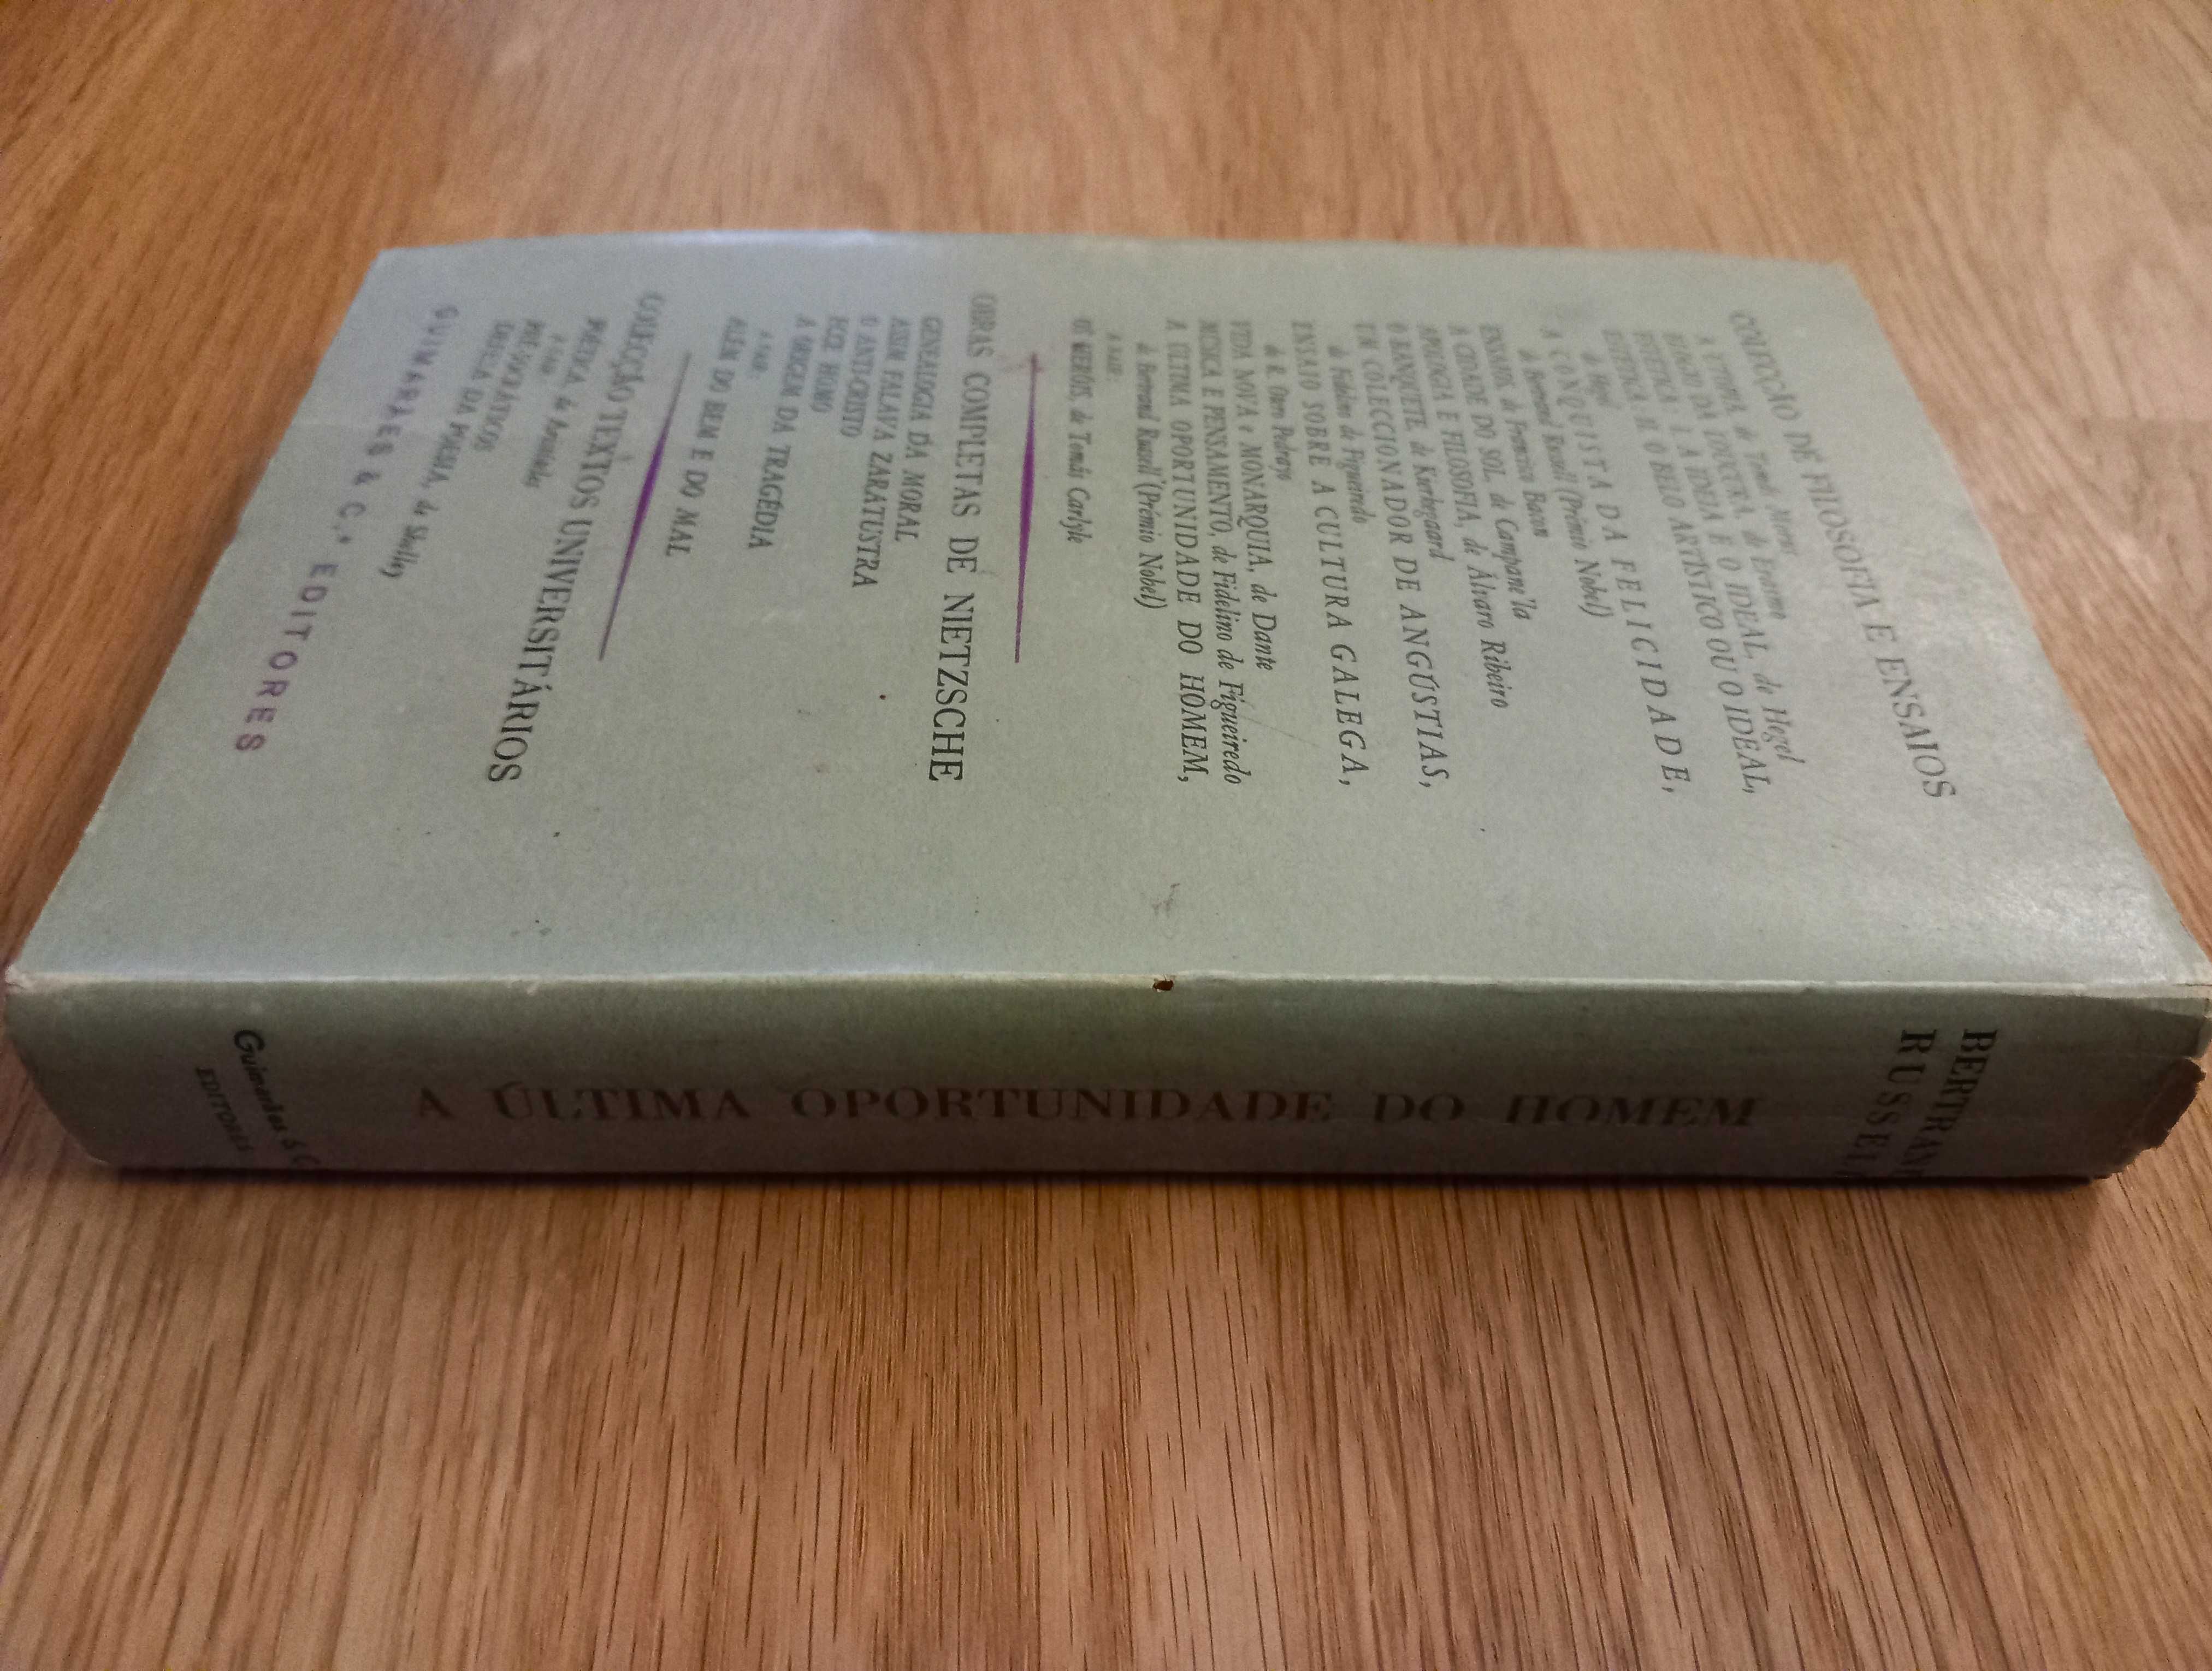 COLECÇÃO DE FILOSOFIA E ENSAIOS
A UTOPIA, de Tomás Morus
ELOGIO DA LOUCURA, de Erasmo
ESTÉTICA. I. A IDEIA E O IDEAL, de Hegel
ESTÉTICA. II. O BELO ARTÍSTICO OU O IDEAL,
de Hegel
A CONQUISTA DA FELICIDADE,
de Bertrand Russell (Prémio Nobel)
ENSAIOS, de Francisco Bacon
A CIDADE DO SOL, de Campane'la
APOLOGIA E FILOSOFIA, de Álvaro Ribeiro
O BANQUETE, de Kierkegaard
UM COLECCIONADOR DE ANGÚSTIAS,
de Fidelino de Figueiredo
ENSAIO SOBRE A CULTURA GALEGA,
de R. Otero Pedrayo
VIDA NOVA e MONARQUIA, de Dante
MÚSICA E PENSAMENTO, de Fidelino de Figueiredo
A ÚLTIMA OPORTUNIDADE DO HOMEM,
de Bertrand Russell (Prémio Nobel)
A SAIR:
OS HERÓIS, de Tomás Carlyle
OBRAS COMPLETAS DE NIETZSCHE
GENEALOGIA DA MORAL
ASSIM FALAVA ZARATUSTRA
O ANTI-CRISTO
ECCE HOMO
A ORIGEM DA TRAGÉDIA
A SAIR:
ALÉM DO BEM E DO MAL
COLECÇÃO TEXTOS UNIVERSITÁRIOS
POÉTICA, de Aristóteles
A SAIR:
PRÉ-SOCRÁTICOS
DEFESA DA POESIA, de Shelley
GUIMARÃES & C.ª EDITORES
BERTRAND
RUSSELL
A ÚLTIMA OPORTUNIDADE DO HOMEM
Guimarães & C
EDITORES